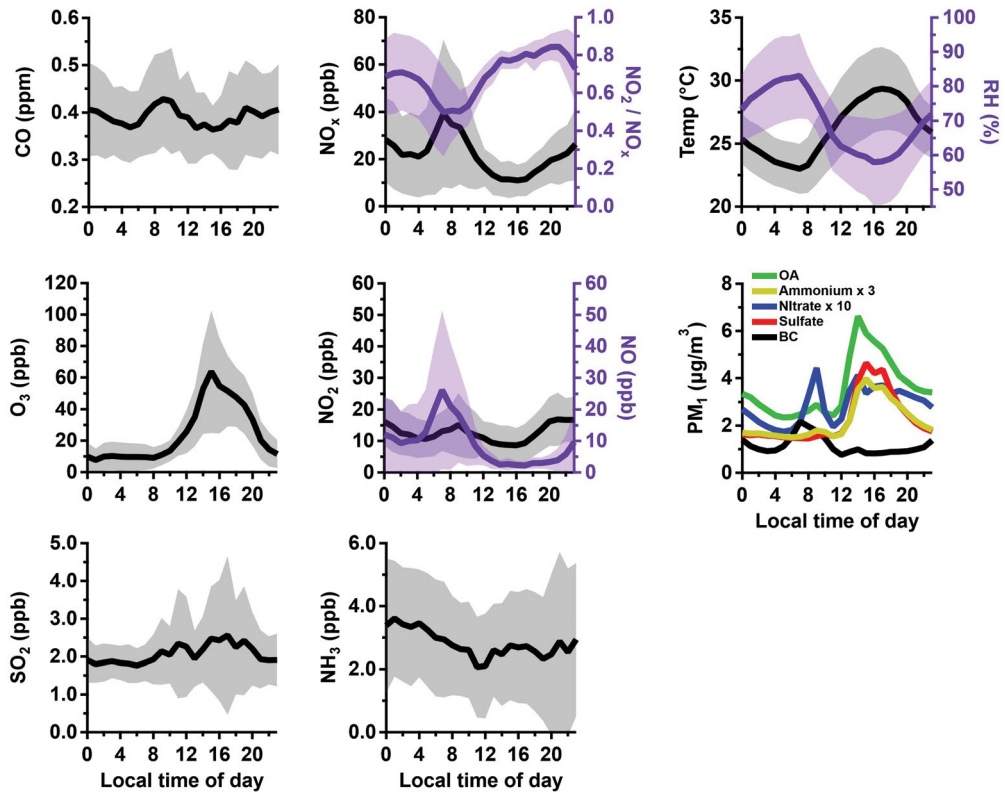 CO (ppm)
0.6
0.5
0.4
0.3
0.2
0 4 8 12 16 20
NOx (ppb)
80
60
40
20
0
0 4 8 12 16 20
1.0
0.8
0.6
0.4
0.2
0.0
NO2 / NOx
Temp (°C)
35
30
25
20
0 4 8 12 16 20
100
90
80
70
60
50
RH (%)
O3 (ppb)
120
100
80
60
40
20
0
0 4 8 12 16 20
NO2 (ppb)
60
50
40
30
20
10
0
0 4 8 12 16 20
60
50
40
30
20
10
0
NO (ppb)
OA
Ammonium x 3
NItrate x 10
Sulfate
BC
PM1 (µg/m³)
8
6
4
2
0
0 4 8 12 16 20
Local time of day
SO2 (ppb)
5.0
4.0
3.0
2.0
1.0
0.0
0 4 8 12 16 20
Local time of day
NH3 (ppb)
6.0
4.0
2.0
0.0
0 4 8 12 16 20
Local time of day